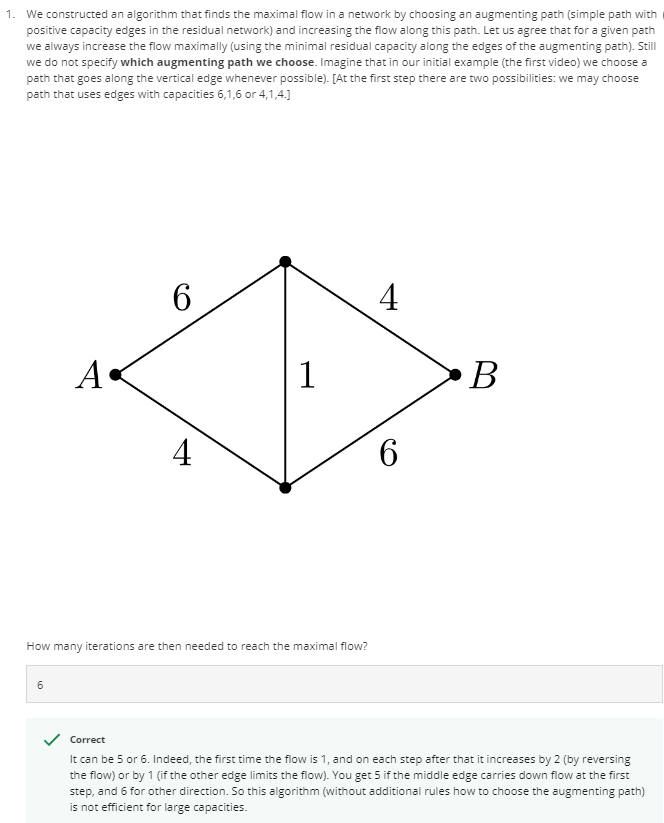 1. We constructed an algorithm that finds the maximal flow in a network by choosing an augmenting path (simple path with
positive capacity edges in the residual network) and increasing the flow along this path. Let us agree that for a given path
we always increase the flow maximally (using the minimal residual capacity along the edges of the augmenting path). Still
we do not specify which augmenting path we choose. Imagine that in our initial example (the first video) we choose a
path that goes along the vertical edge whenever possible). [At the first step there are two possibilities: we may choose
path that uses edges with capacities 6,1,6 or 4,1,4.]
6
4
A
1
B
4
6
How many iterations are then needed to reach the maximal flow?
6
Correct
It can be 5 or 6. Indeed, the first time the flow is 1, and on each step after that it increases by 2 (by reversing
the flow) or by 1 (if the other edge limits the flow). You get 5 if the middle edge carries down flow at the first
step, and 6 for other direction. So this algorithm (without additional rules how to choose the augmenting path)
is not efficient for large capacities.